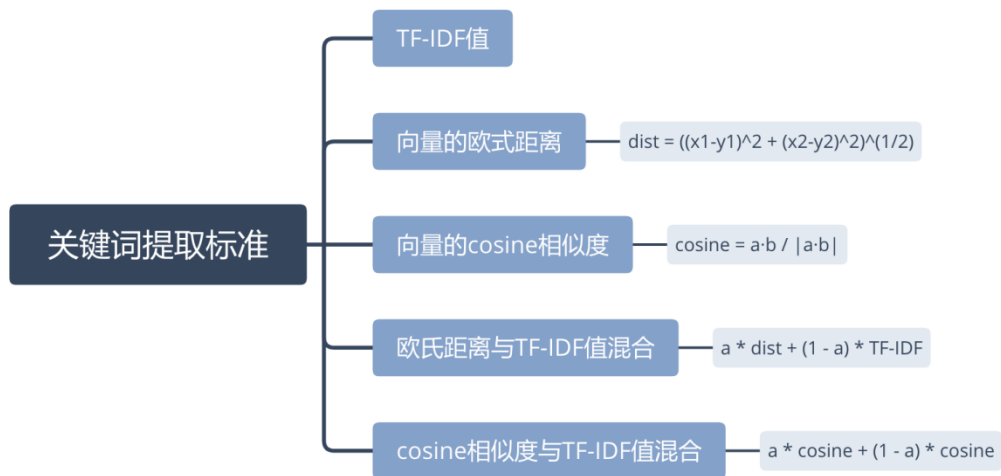 TF-IDF值
向量的欧式距离
dist = ((x1-y1)^2 + (x2-y2)^2)^(1/2)
关键词提取标准
向量的cosine相似度
cosine = a·b / |a·b|
欧氏距离与TF-IDF值混合
a * dist + (1 - a) * TF-IDF
cosine相似度与TF-IDF值混合
a * cosine + (1 - a) * cosine